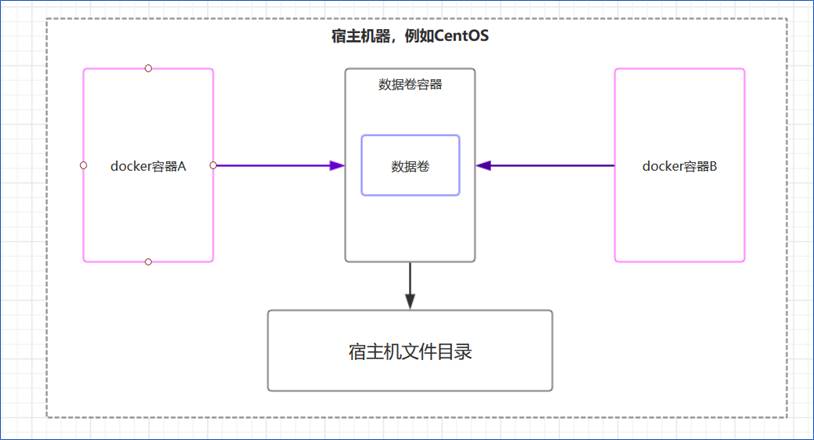 宿主机器，例如CentOS
数据卷容器
docker容器A
数据卷
docker容器B
宿主机文件目录